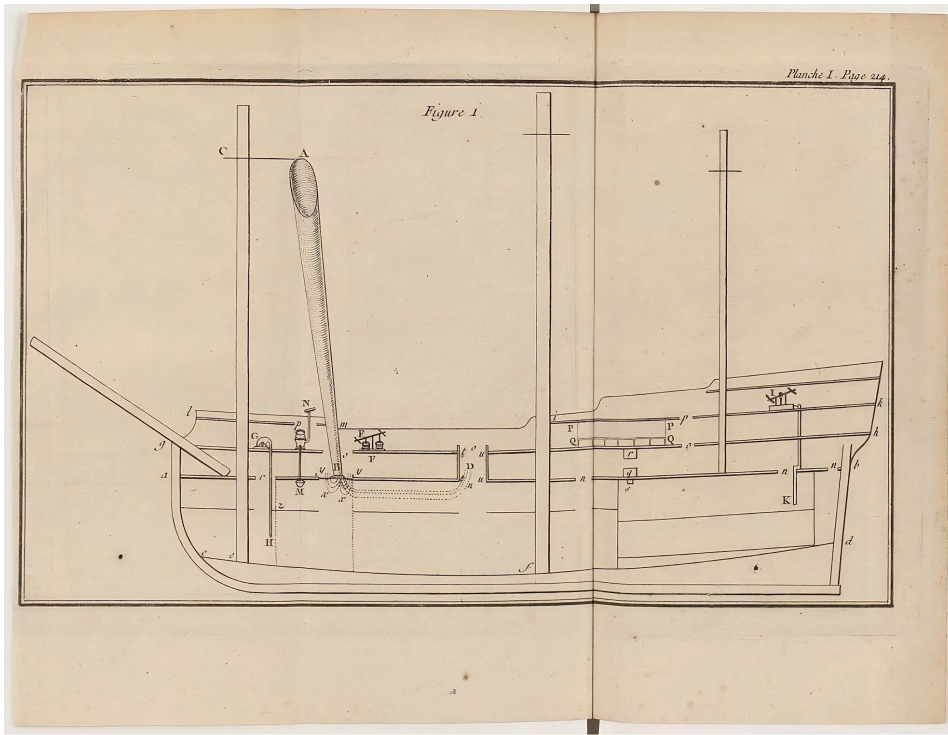 Planche I. Page 214.
Figure 1.
C A
l N i
p m p k
g G F P P I
o t o Q Q o h
F r
a r B D u q n n b
M y y n u n
x x K
z
H
c e f d